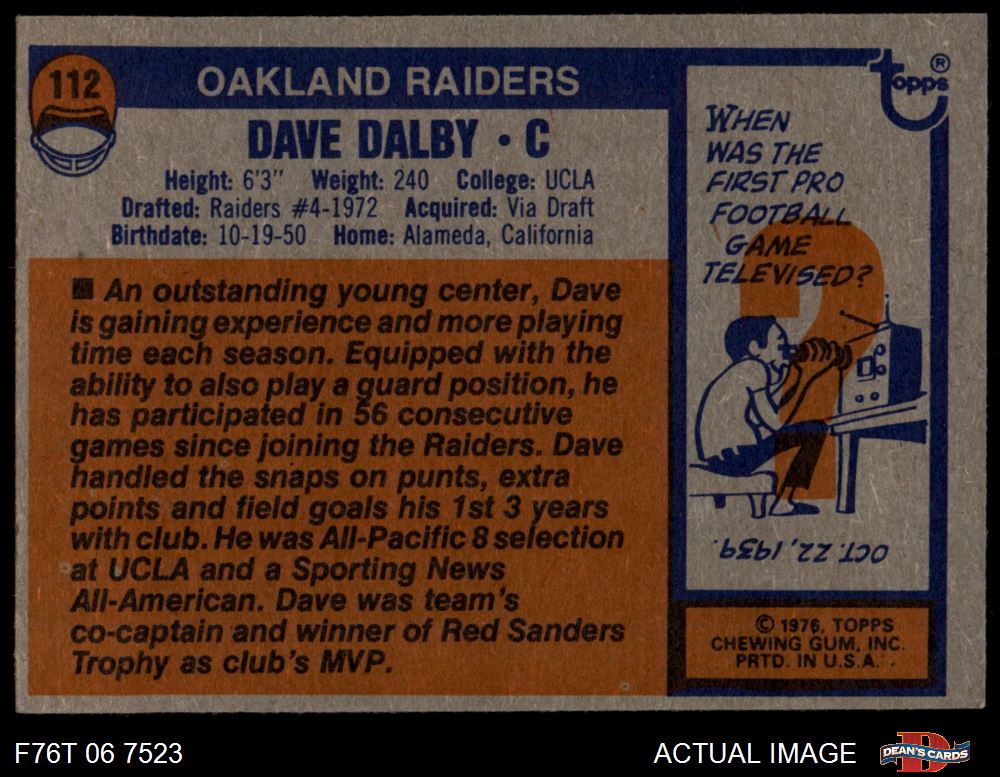 112
OAKLAND RAIDERS
DAVE DALBY • C
Height: 6'3" Weight: 240 College: UCLA
Drafted: Raiders #4-1972 Acquired: Via Draft
Birthdate: 10-19-50 Home: Alameda, California
■ An outstanding young center, Dave
is gaining experience and more playing
time each season. Equipped with the
ability to also play a guard position, he
has participated in 56 consecutive
games since joining the Raiders. Dave
handled the snaps on punts, extra
points and field goals his 1st 3 years
with club. He was All-Pacific 8 selection
at UCLA and a Sporting News
All-American. Dave was team's
co-captain and winner of Red Sanders
Trophy as club's MVP.
topps®
WHEN
WAS THE
FIRST PRO
FOOTBALL
GAME
TELEVISED?
OCT. 22, 1939.
© 1976, TOPPS
CHEWING GUM, INC.
PRTD. IN U.S.A.
F76T 06 7523
ACTUAL IMAGE
DEAN'S CARDS